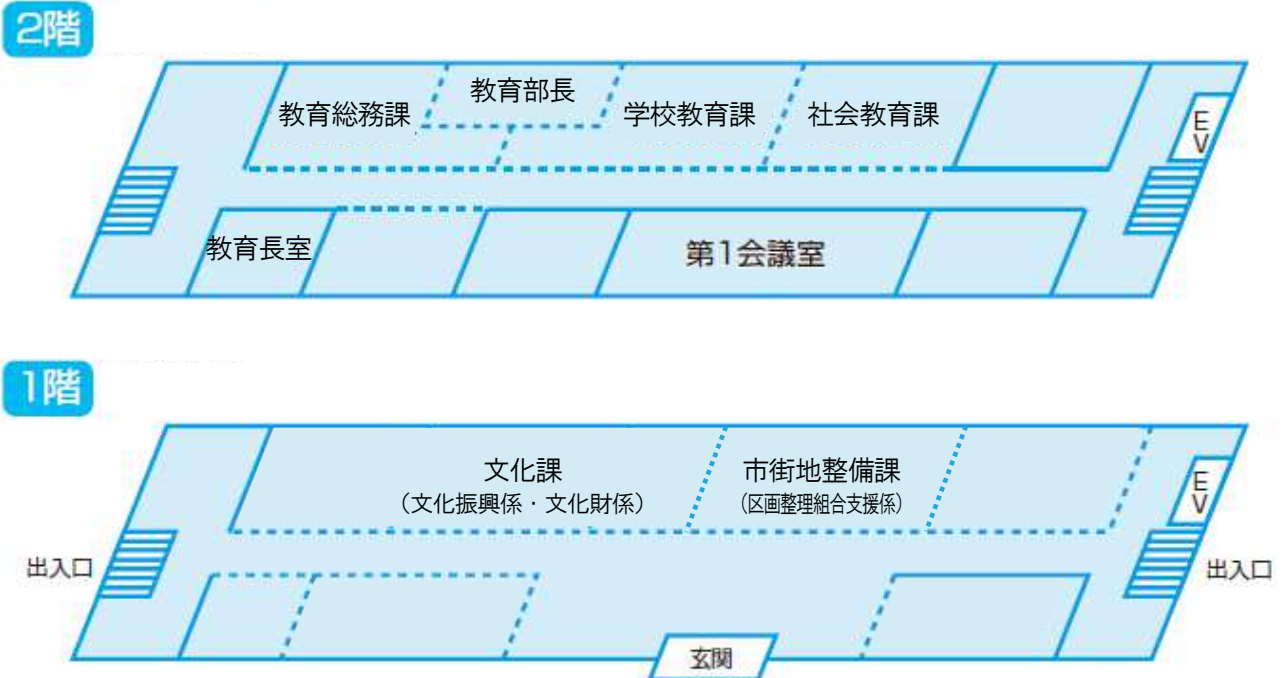 2階
教育総務課
教育部長
学校教育課
社会教育課
EV
教育長室
第1会議室
1階
文化課
（文化振興係・文化財係）
市街地整備課
（区画整理組合支援係）
EV
出入口
出入口
玄関